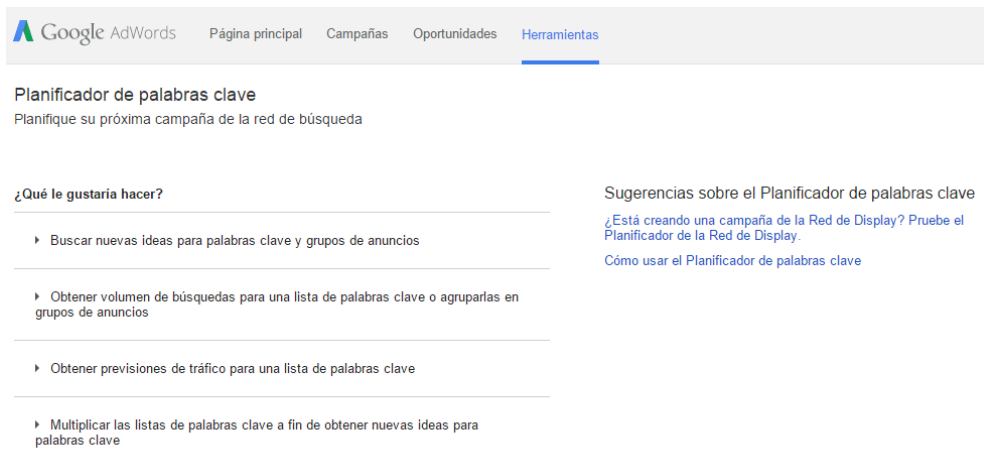 Google AdWords Página principal Campañas Oportunidades Herramientas
Planificador de palabras clave
Planifique su próxima campaña de la red de búsqueda
¿Qué le gustaría hacer?
Buscar nuevas ideas para palabras clave y grupos de anuncios
Obtener volumen de búsquedas para una lista de palabras clave o agruparlas en
grupos de anuncios
Obtener previsiones de tráfico para una lista de palabras clave
Multiplicar las listas de palabras clave a fin de obtener nuevas ideas para
palabras clave
Sugerencias sobre el Planificador de palabras clave
¿Está creando una campaña de la Red de Display? Pruebe el
Planificador de la Red de Display.
Cómo usar el Planificador de palabras clave